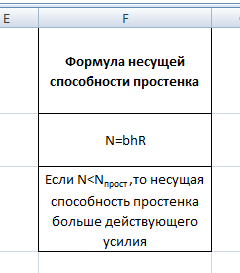 E
F
Формула несущей
способности простенка
N=bhR
Если N<Nпрост,то несущая
способность простенка
больше действующего
усилия